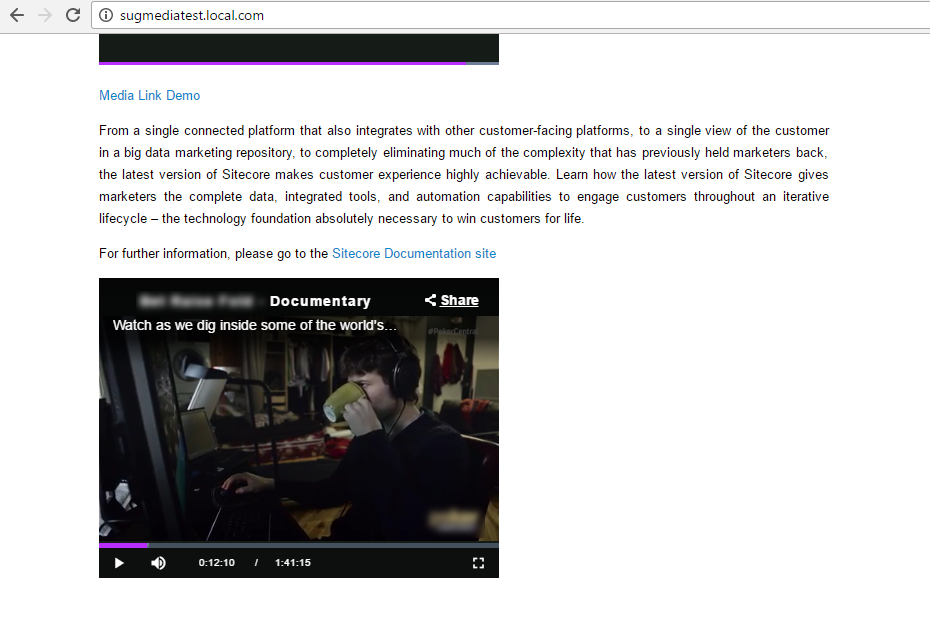 sugmediatest.local.com
Media Link Demo
From a single connected platform that also integrates with other customer-facing platforms, to a single view of the customer
in a big data marketing repository, to completely eliminating much of the complexity that has previously held marketers back,
the latest version of Sitecore makes customer experience highly achievable. Learn how the latest version of Sitecore gives
marketers the complete data, integrated tools, and automation capabilities to engage customers throughout an iterative
lifecycle – the technology foundation absolutely necessary to win customers for life.
For further information, please go to the Sitecore Documentation site
Documentary Share
Watch as we dig inside some of the world's...
#PokerCentral
0:12:10 / 1:41:15